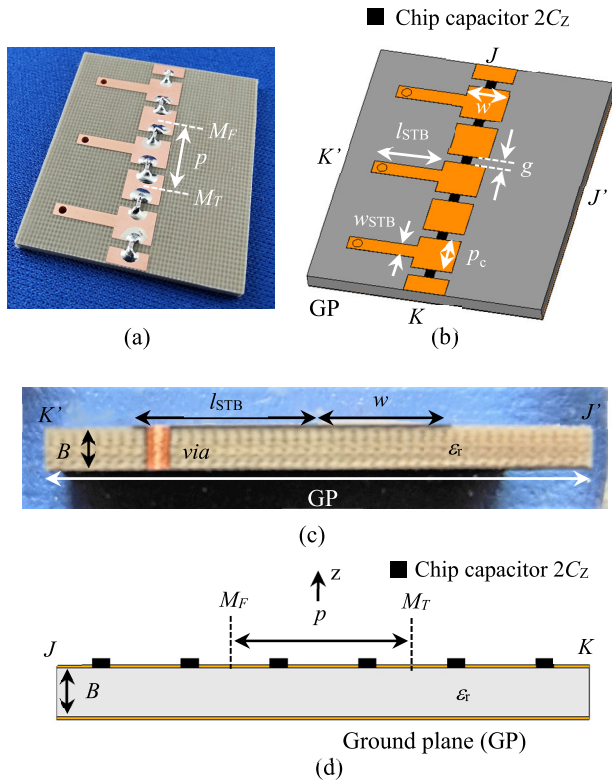 ■ Chip capacitor 2C_Z
M_F
p
M_T
(a)
J
w
l_STB
g
K'
J'
w_STB
p_c
GP
K
(b)
K'
l_STB
w
J'
B
via
ε_r
GP
(c)
z
■ Chip capacitor 2C_Z
M_F
p
M_T
J
K
B
ε_r
Ground plane (GP)
(d)